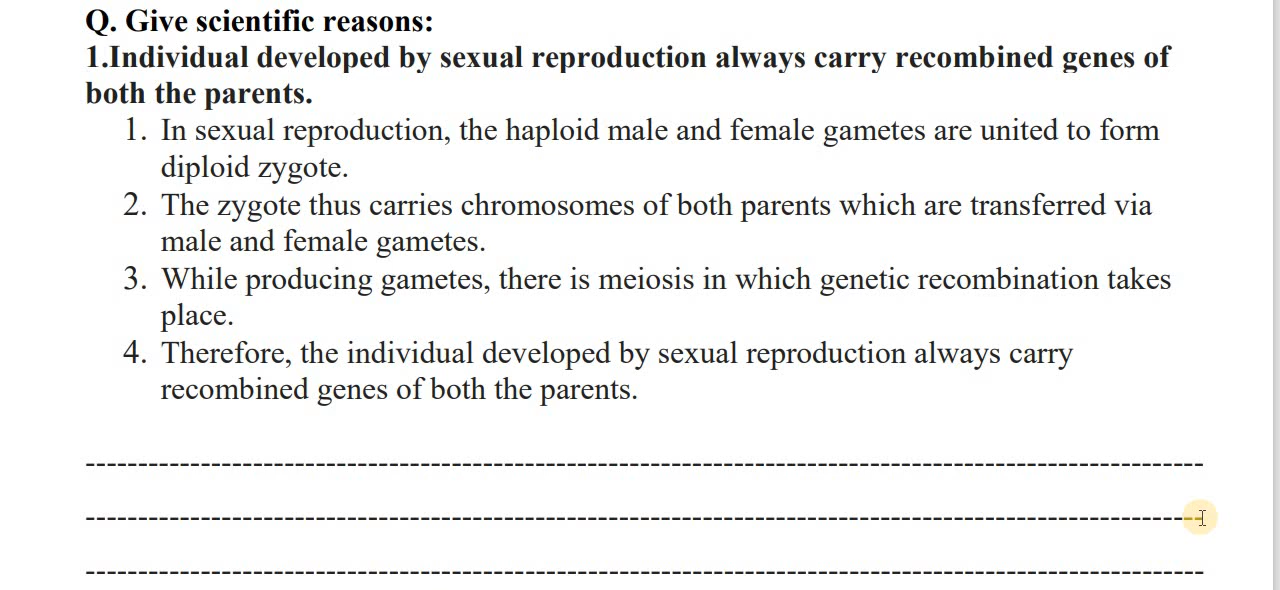 Q. Give scientific reasons:
1.Individual developed by sexual reproduction always carry recombined genes of
both the parents.
1. In sexual reproduction, the haploid male and female gametes are united to form
diploid zygote.
2. The zygote thus carries chromosomes of both parents which are transferred via
male and female gametes.
3. While producing gametes, there is meiosis in which genetic recombination takes
place.
4. Therefore, the individual developed by sexual reproduction always carry
recombined genes of both the parents.